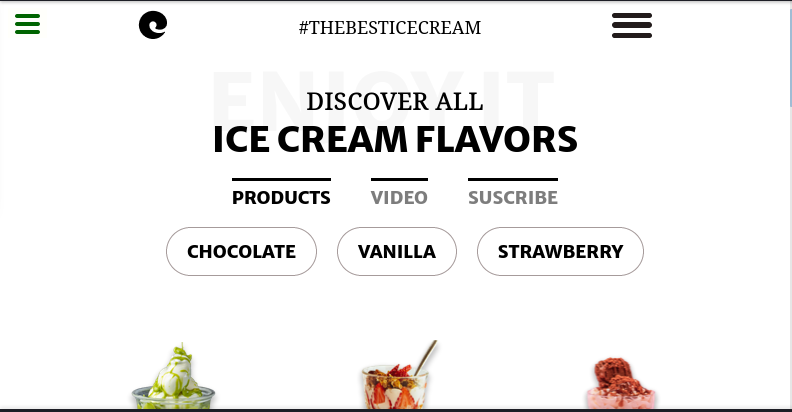 #THEBESTICECREAM
ENJOY IT
DISCOVER ALL
ICE CREAM FLAVORS
PRODUCTS VIDEO SUSCRIBE
CHOCOLATE VANILLA STRAWBERRY